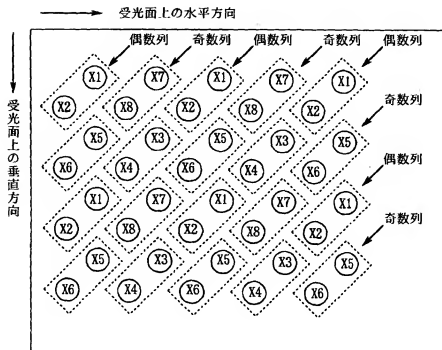 受光面上の水平方向
偶数列 奇数列 偶数列 奇数列 偶数列
受光面上の垂直方向
X1 X7 X1 X7 X1
X2 X8 X2 X8 X2
奇数列
X5 X3 X5 X3 X5
X6 X4 X6 X4 X6
偶数列
X1 X7 X1 X7 X1
X2 X8 X2 X8 X2
奇数列
X5 X3 X5 X3 X5
X6 X4 X6 X4 X6